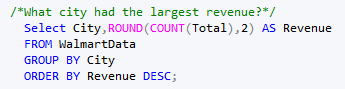 /*What city had the largest revenue?*/
Select City,ROUND(COUNT(Total),2) AS Revenue
FROM WalmartData
GROUP BY City
ORDER BY Revenue DESC;